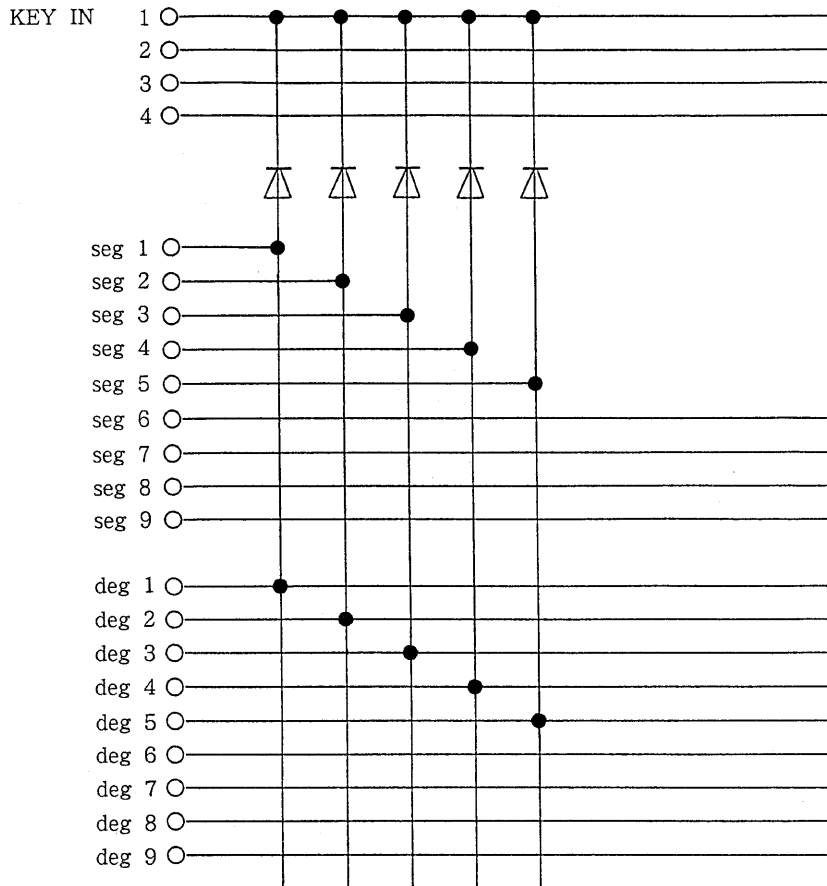 KEY IN 1
2
3
4
seg 1
seg 2
seg 3
seg 4
seg 5
seg 6
seg 7
seg 8
seg 9
deg 1
deg 2
deg 3
deg 4
deg 5
deg 6
deg 7
deg 8
deg 9